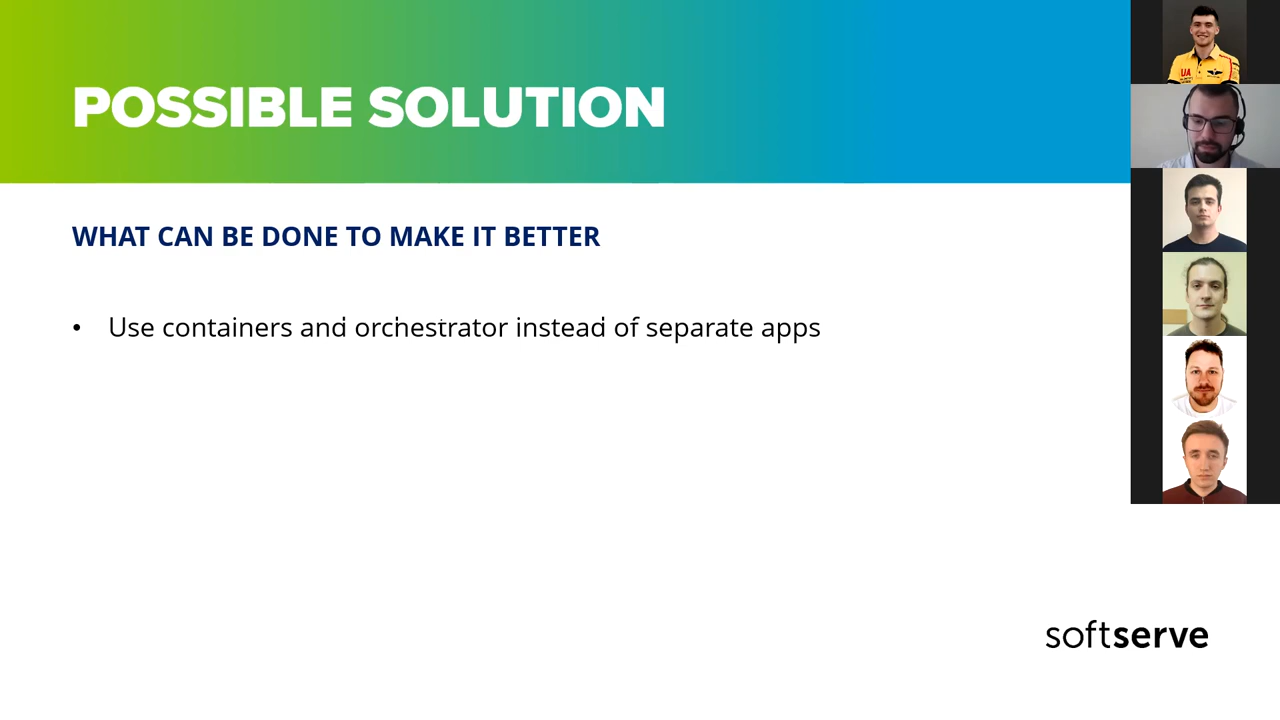 POSSIBLE SOLUTION
WHAT CAN BE DONE TO MAKE IT BETTER
• Use containers and orchestrator instead of separate apps
UA
softserve